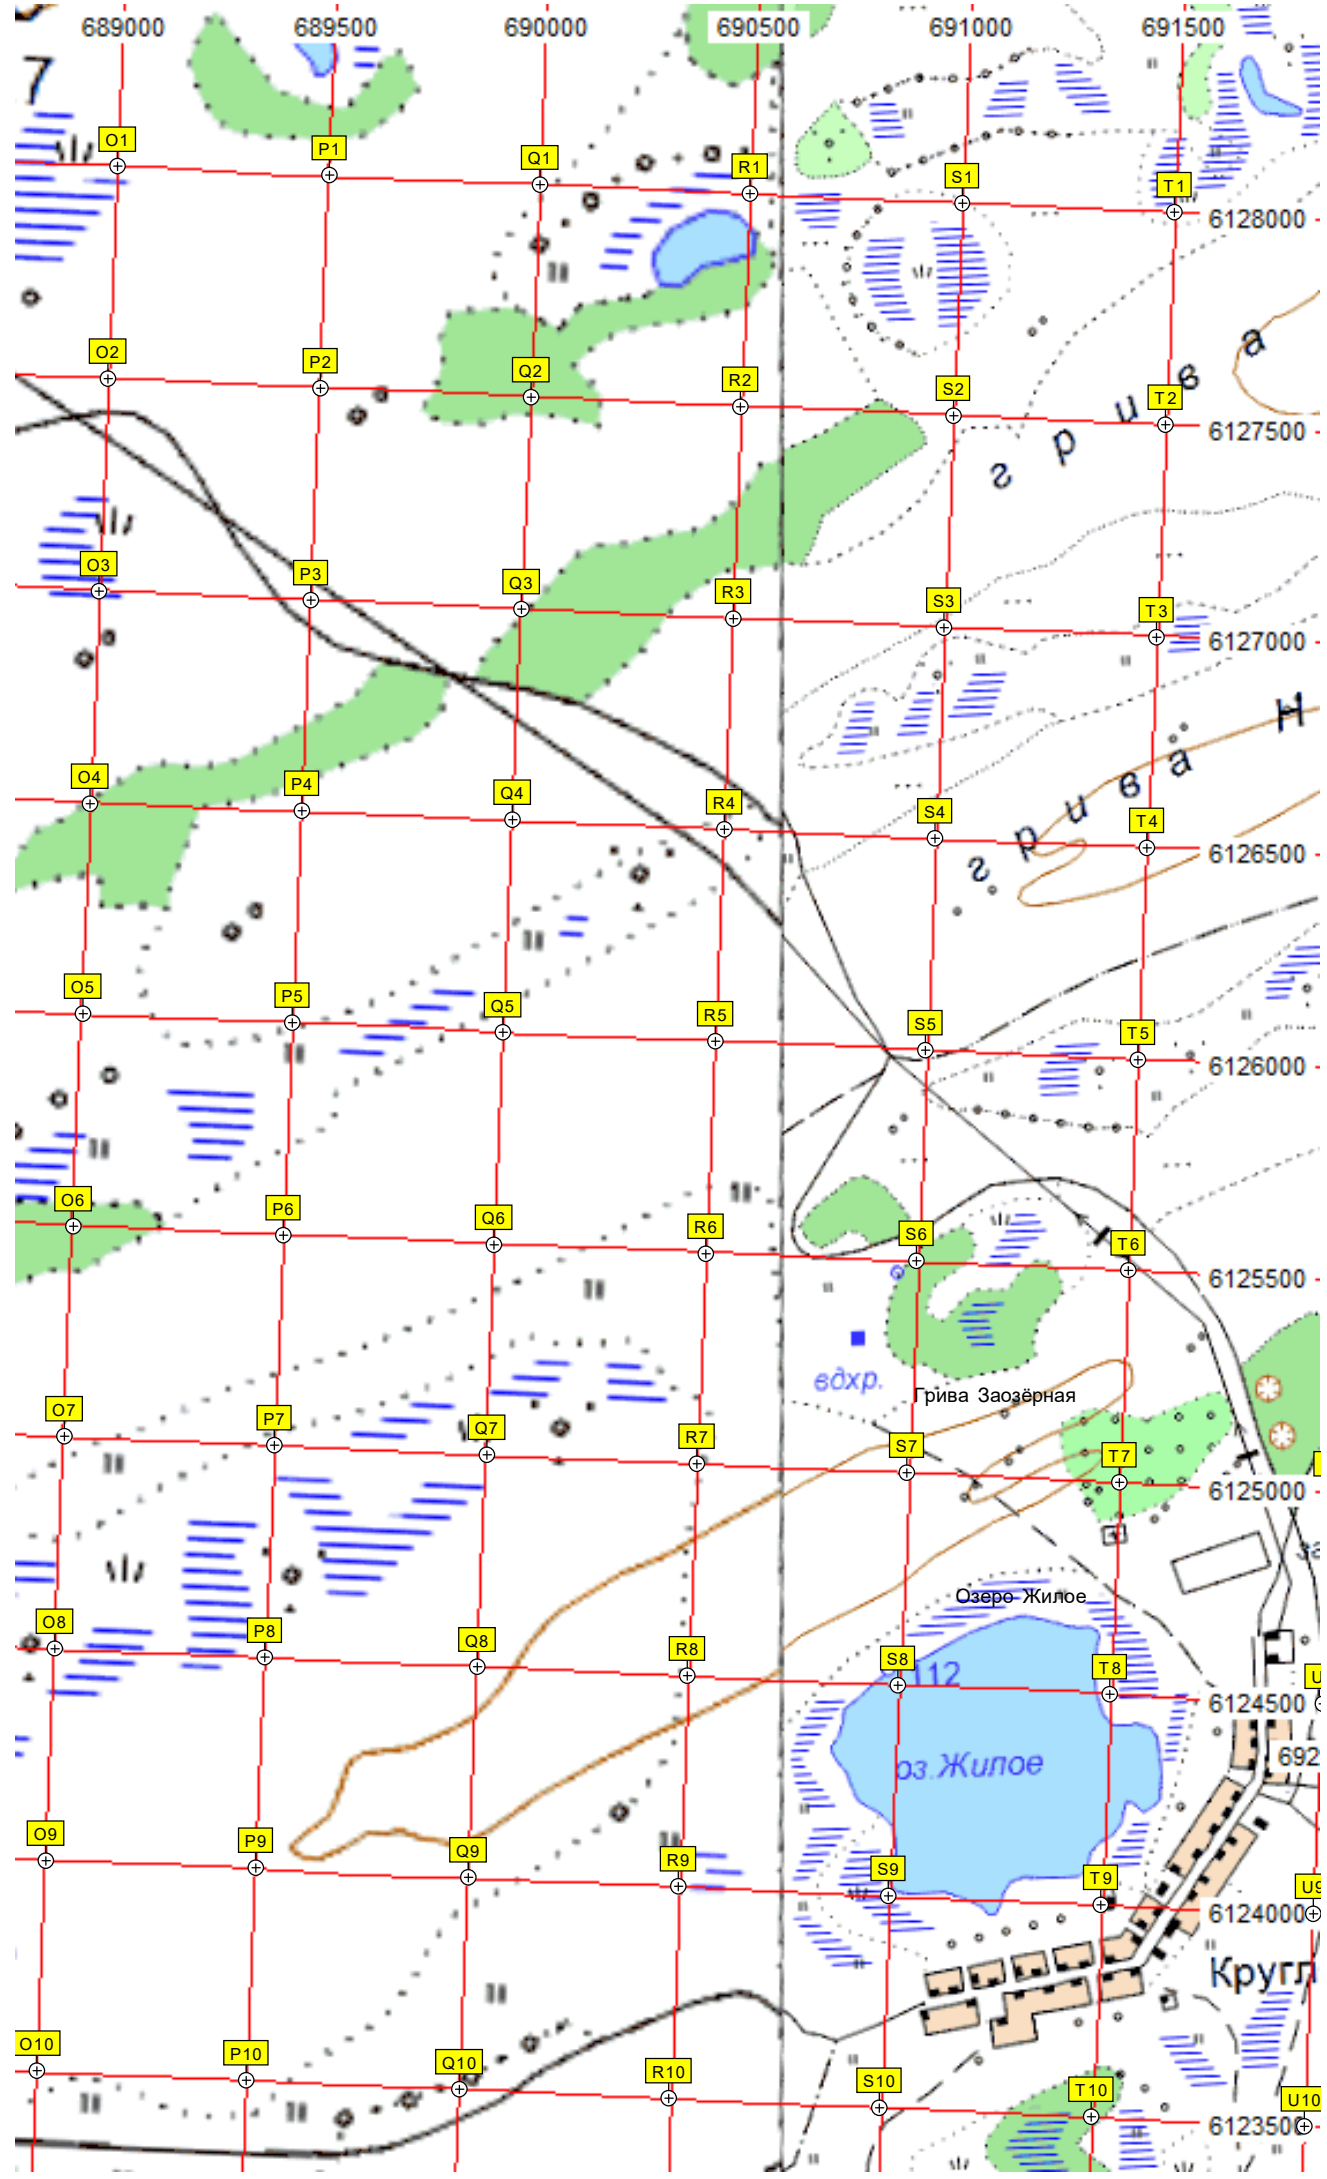 689000 689500 690000 690500 691000 691500
7
O1 P1 Q1 R1 S1 T1
6128000
а
O2 P2 Q2 R2 S2 T2
грива
6127500
O3 P3 Q3 R3 S3 T3
6127000
Н
O4 P4 Q4 R4 S4 T4
грива
6126500
O5 P5 Q5 R5 S5 T5
6126000
O6 P6 Q6 R6 S6 T6
6125500
вдхр.
Грива Заозёрная
O7 P7 Q7 R7 S7 T7
6125000
за
Озеро Жилое
O8 P8 Q8 R8 S8 T8 U
112
6124500
оз.Жилое
692
O9 P9 Q9 R9 S9 T9 U9
6124000
Кругл
O10 P10 Q10 R10 S10 T10 U10
6123500